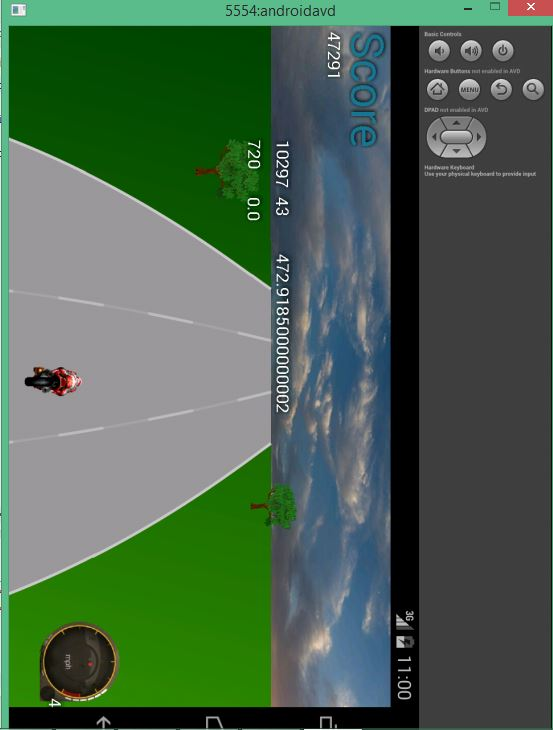 5554:androidavd
Basic Controls
Hardware Buttons not enabled in AVD
MENU
DPAD not enabled in AVD
Hardware Keyboard
Use your physical keyboard to provide input
3G
11:00
Score
47291
10297 43 472.91850000000002
720 0.0
mph
4